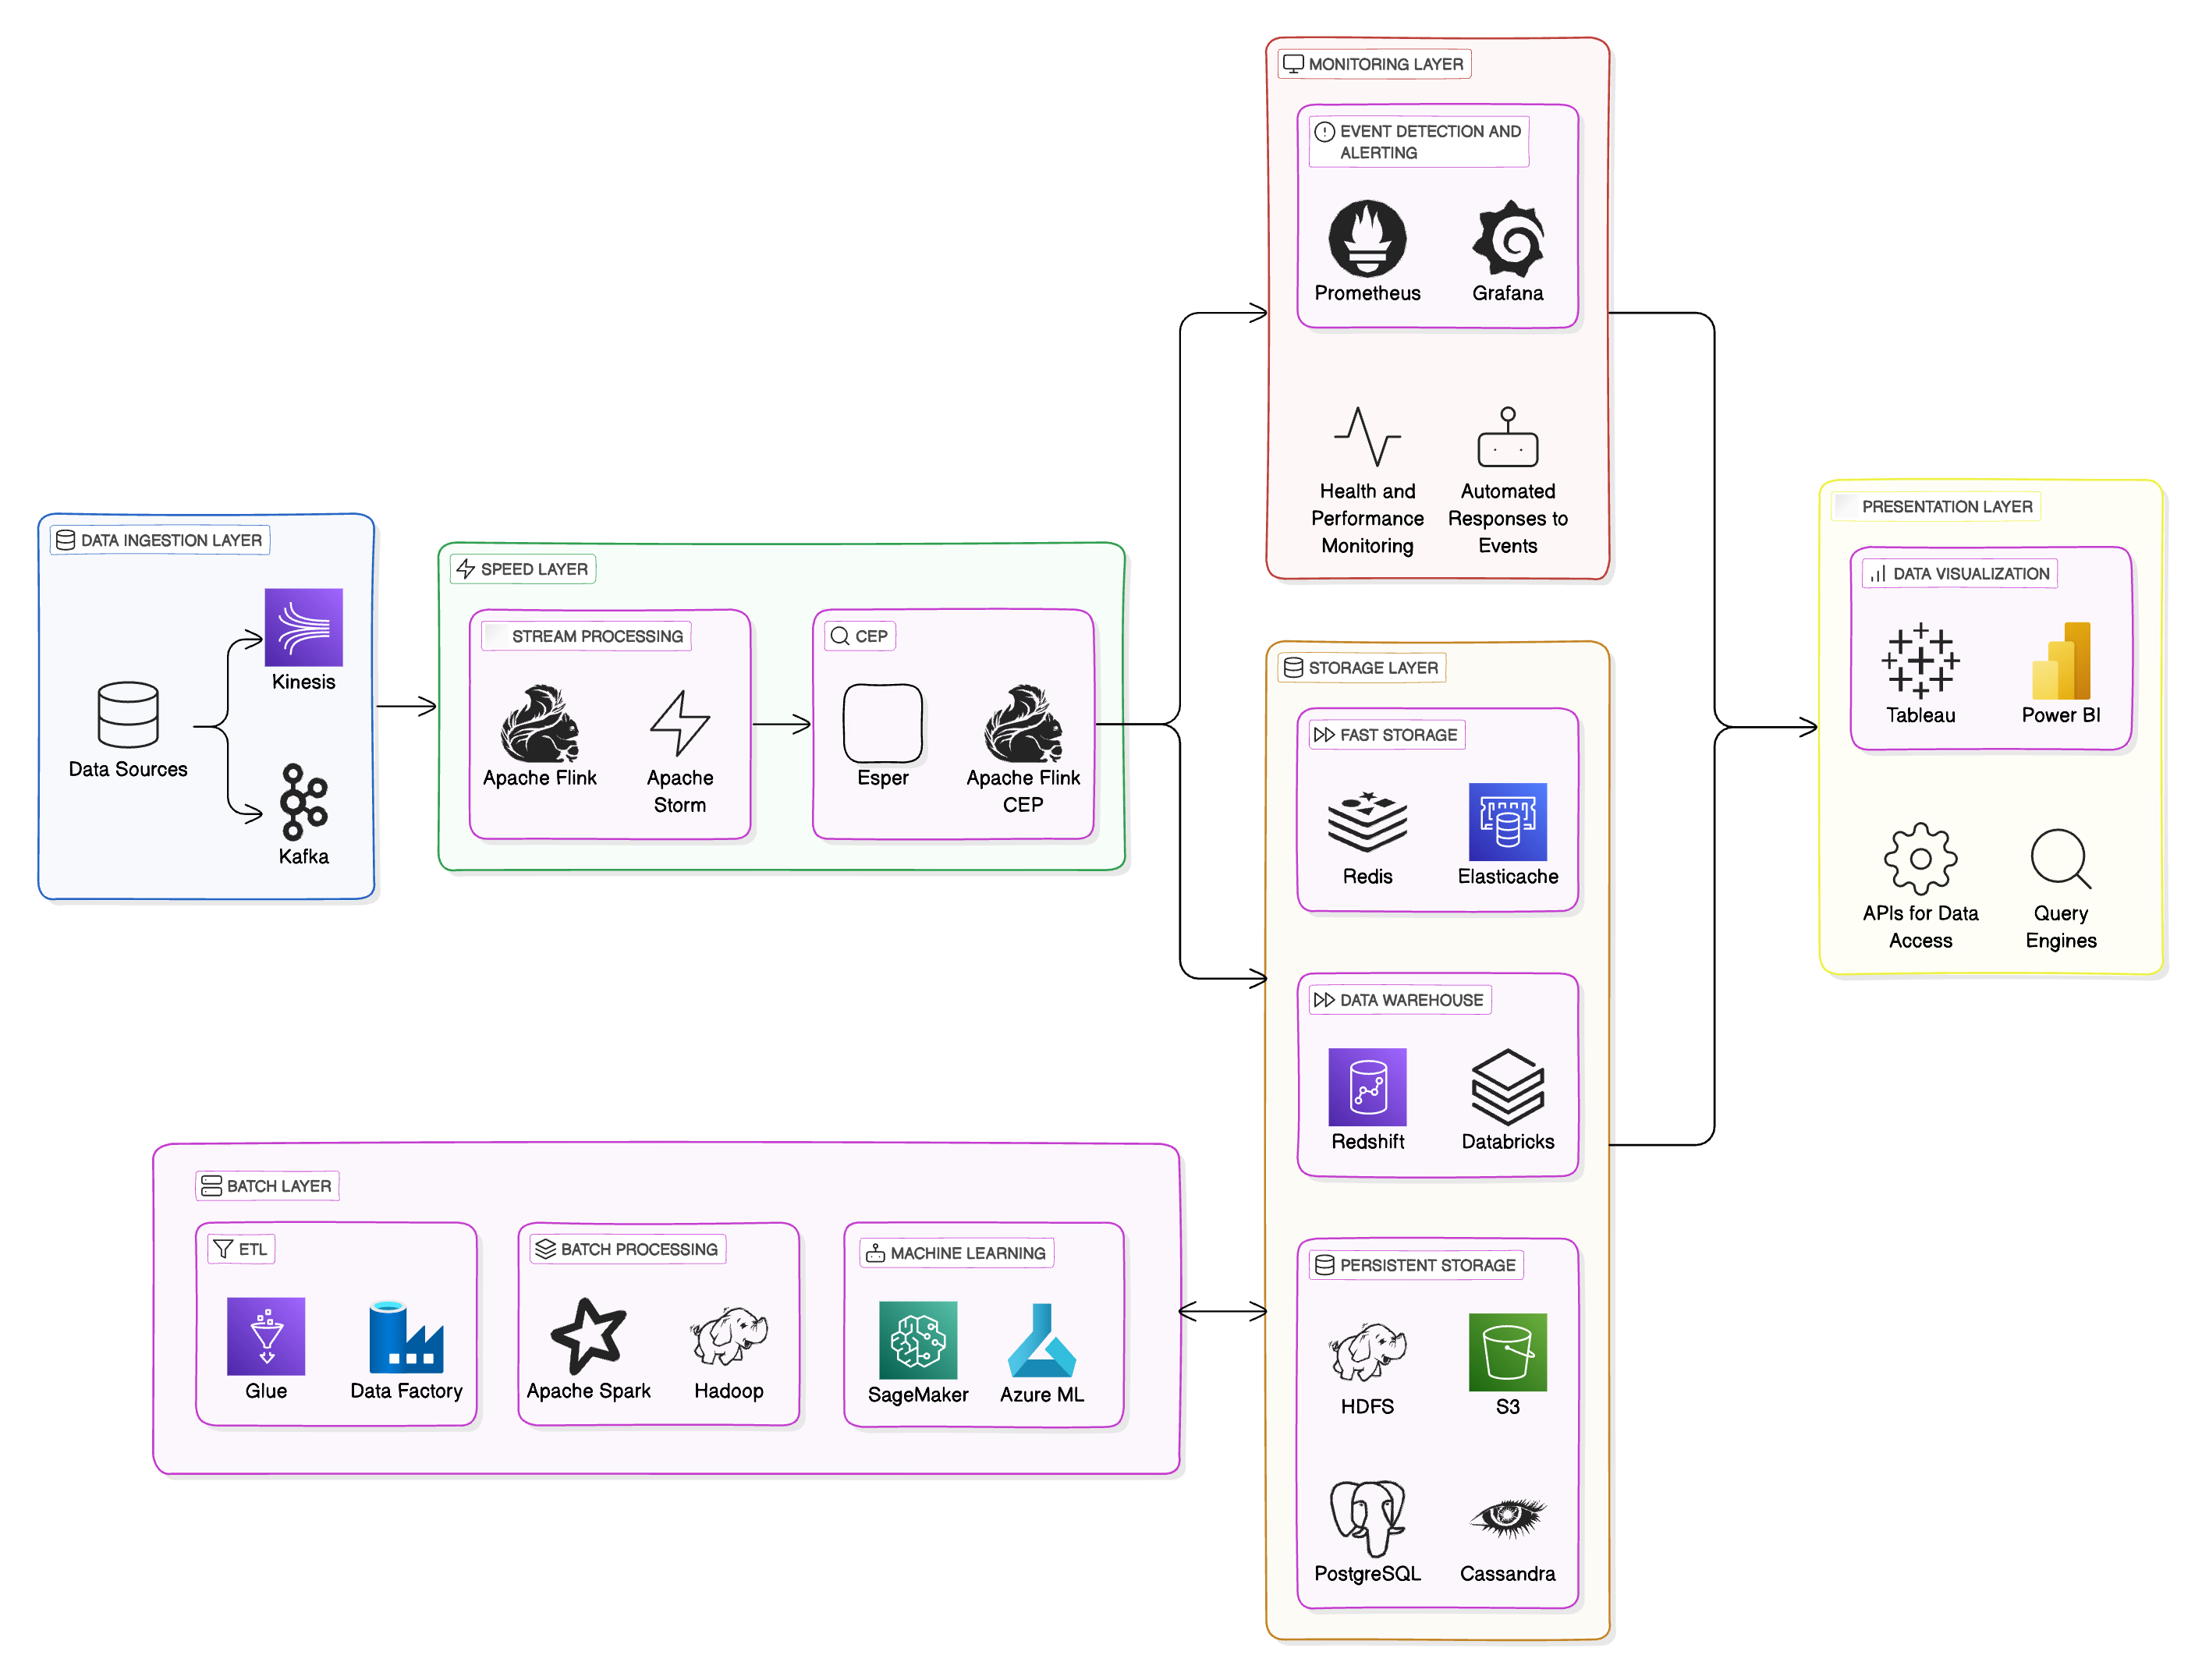 MONITORING LAYER
EVENT DETECTION AND
ALERTING
Prometheus
Grafana
Health and
Performance
Monitoring
Automated
Responses to
Events
DATA INGESTION LAYER
Kinesis
Data Sources
Kafka
SPEED LAYER
STREAM PROCESSING
Apache Flink
Apache
Storm
CEP
Esper
Apache Flink
CEP
STORAGE LAYER
FAST STORAGE
Redis
Elasticache
DATA WAREHOUSE
Redshift
Databricks
PERSISTENT STORAGE
HDFS
S3
PostgreSQL
Cassandra
PRESENTATION LAYER
DATA VISUALIZATION
Tableau
Power BI
APIs for Data
Access
Query
Engines
BATCH LAYER
ETL
Glue
Data Factory
BATCH PROCESSING
Apache Spark
Hadoop
MACHINE LEARNING
SageMaker
Azure ML